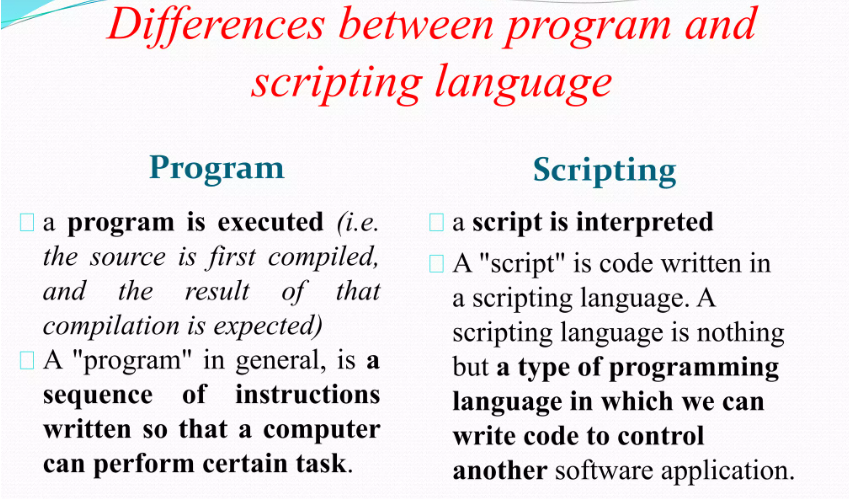 Differences between program and
scripting language
Program
a program is executed (i.e.
the source is first compiled,
and the result of that
compilation is expected)
A "program" in general, is a
sequence of instructions
written so that a computer
can perform certain task.
Scripting
a script is interpreted
A "script" is code written in
a scripting language. A
scripting language is nothing
but a type of programming
language in which we can
write code to control
another software application.